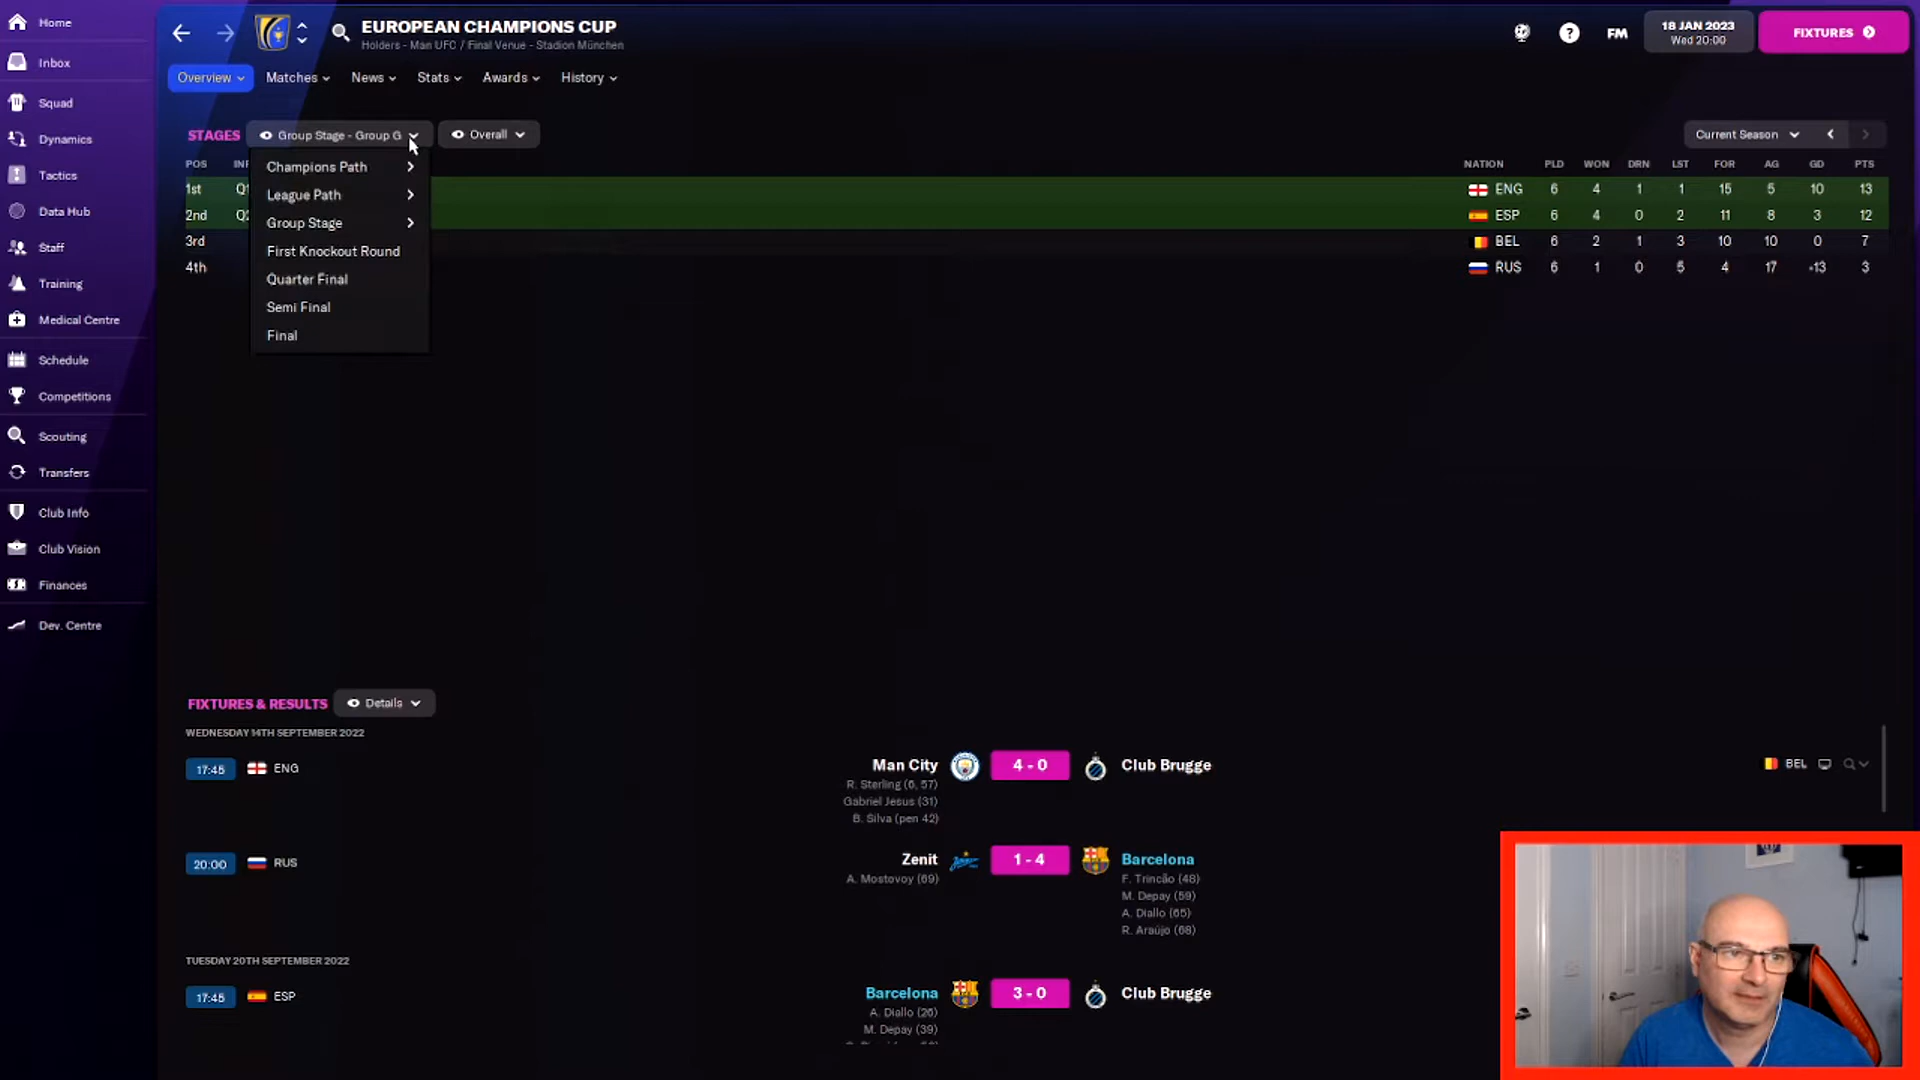 Home
Inbox
Squad
Dynamics
Tactics
Data Hub
Staff
Training
Medical Centre
Schedule
Competitions
Scouting
Transfers
Club Info
Club Vision
Finances
Dev. Centre
EUROPEAN CHAMPIONS CUP
Holders - Man UFC / Final Venue - Stadion München
FM
18 JAN 2023
Wed 20:00
FIXTURES
Overview Matches News Stats Awards History
STAGES Group Stage - Group G Overall Current Season
POS NATION PLD WON DRN LST FOR AG GD PTS
1st ENG 6 4 1 1 15 5 10 13
2nd ESP 6 4 0 2 11 8 3 12
3rd BEL 6 2 1 3 10 10 0 7
4th RUS 6 1 0 5 4 17 -13 3
Champions Path
League Path
Group Stage
First Knockout Round
Quarter Final
Semi Final
Final
FIXTURES & RESULTS Details
WEDNESDAY 14TH SEPTEMBER 2022
17:45 ENG Man City 4 - 0 Club Brugge BEL
R. Sterling (6, 57)
Gabriel Jesus (31)
B. Silva (pen 42)
20:00 RUS Zenit 1 - 4 Barcelona
A. Mostovoy (69) F. Trincão (48)
M. Depay (59)
A. Diallo (65)
R. Araújo (68)
TUESDAY 20TH SEPTEMBER 2022
17:45 ESP Barcelona 3 - 0 Club Brugge
A. Diallo (26)
M. Depay (39)